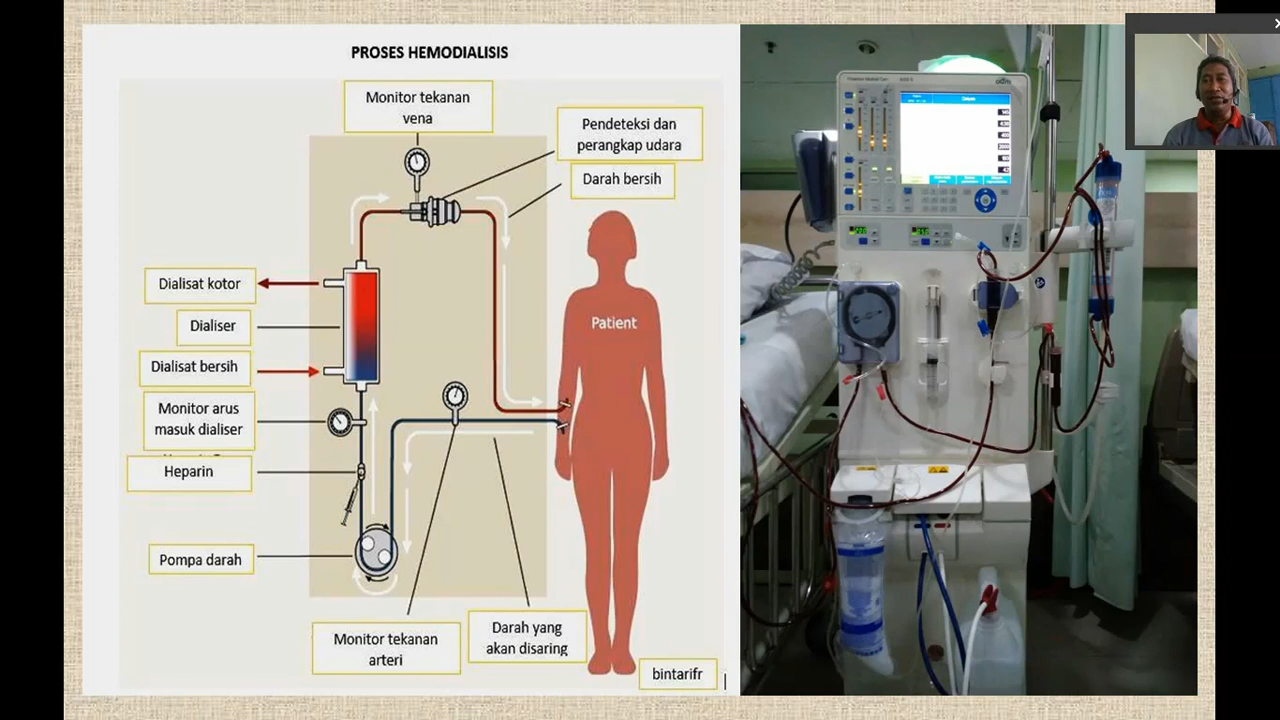 PROSES HEMODIALISIS
Monitor tekanan
vena
Pendeteksi dan
perangkap udara
Darah bersih
Dialisat kotor
Dialiser
Dialisat bersih
Monitor arus
masuk dialiser
Heparin
Pompa darah
Patient
Monitor tekanan
arteri
Darah yang
akan disaring
bintarifr